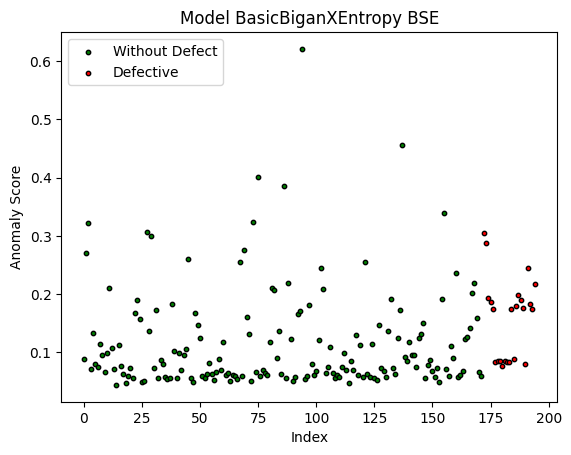 Model BasicBiganXEntropy BSE
Without Defect
Defective
0.6
0.5
0.4
0.3
0.2
0.1
Anomaly Score
0 25 50 75 100 125 150 175 200
Index